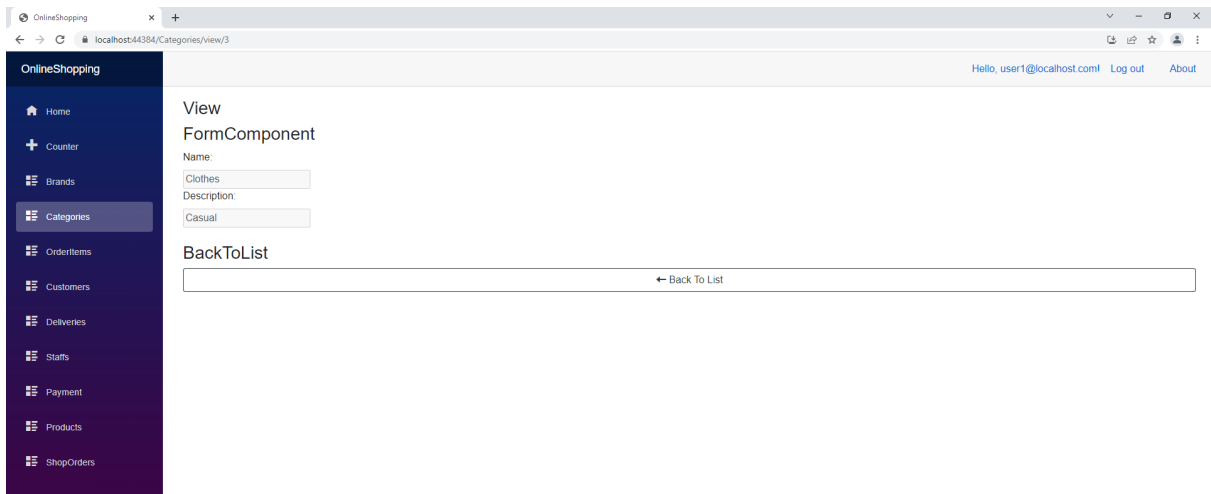 OnlineShopping
localhost:44384/Categories/view/3
OnlineShopping
Hello, user1@localhost.com! Log out About
Home
Counter
Brands
Categories
OrderItems
Customers
Deliveries
Staffs
Payment
Products
ShopOrders
View
FormComponent
Name:
Clothes
Description:
Casual
BackToList
Back To List